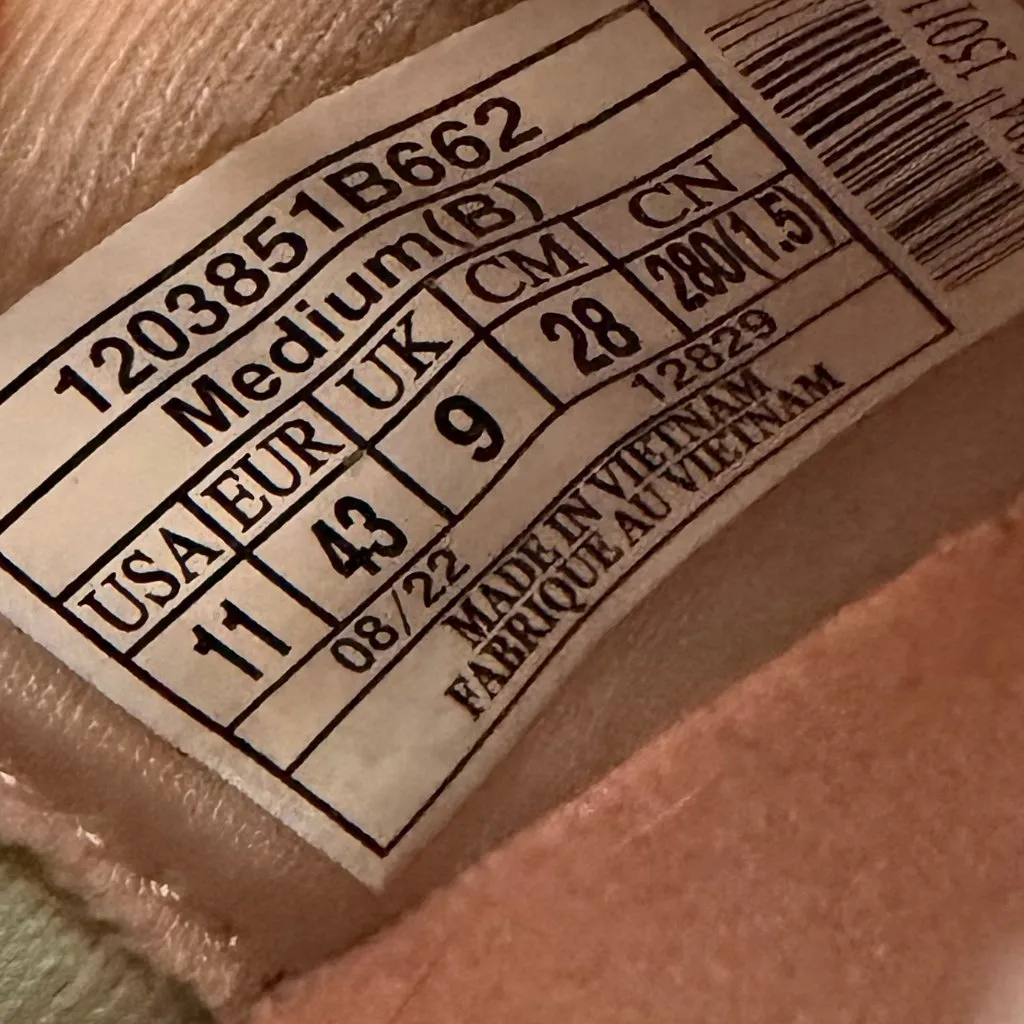 1203851B662
Medium(B)
USA EUR UK CM CN
11 43 9 28 280(1.5)
08/22 12829
MADE IN VIETNAM
FABRIQUE AU VIETNAM